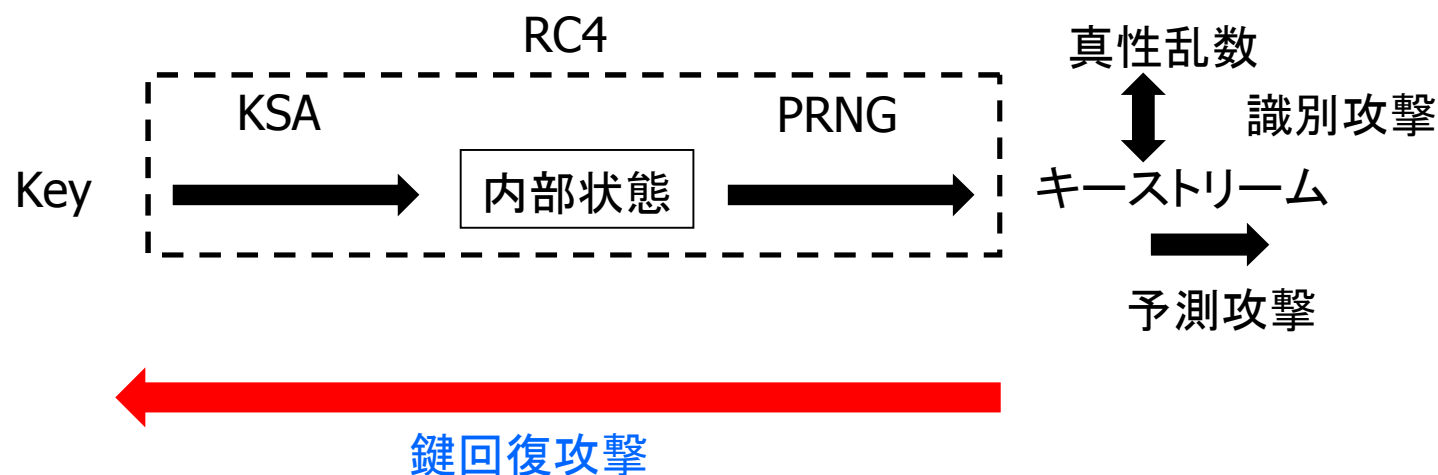 RC4
真性乱数
KSA
PRNG
識別攻撃
Key
内部状態
キーストリーム
予測攻撃
鍵回復攻撃